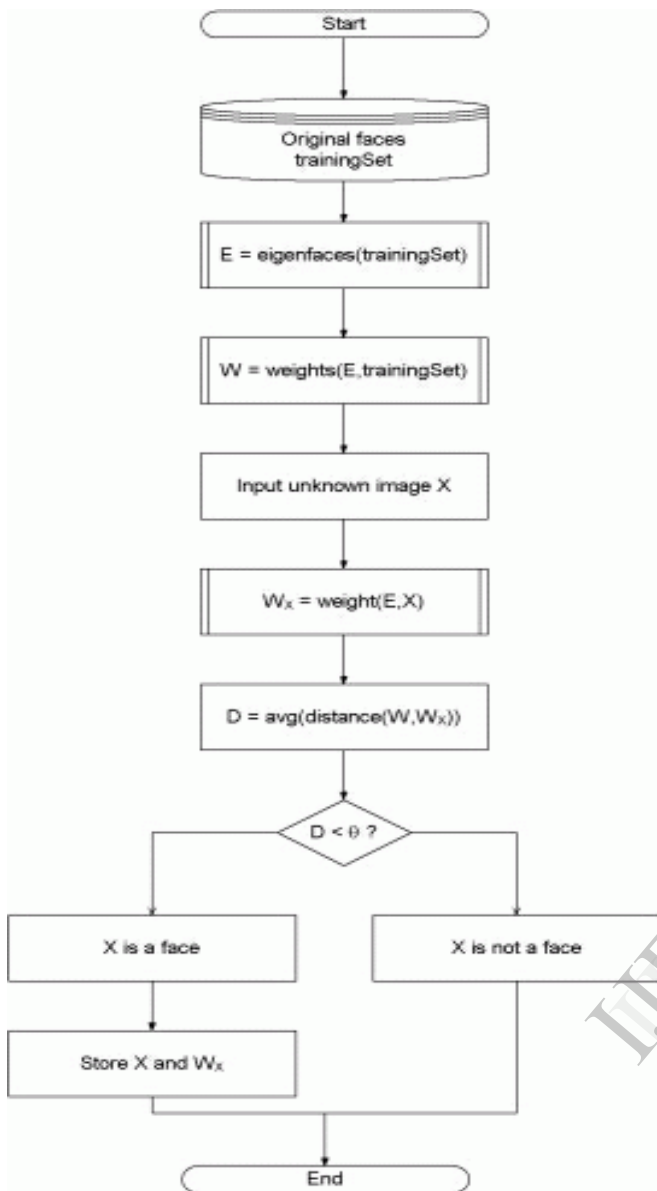 Start
Original faces
trainingSet
E = eigenfaces(trainingSet)
W = weights(E,trainingSet)
Input unknown image X
Wₓ = weight(E,X)
D = avg(distance(W,Wₓ))
D < θ ?
X is a face
X is not a face
Store X and Wₓ
End